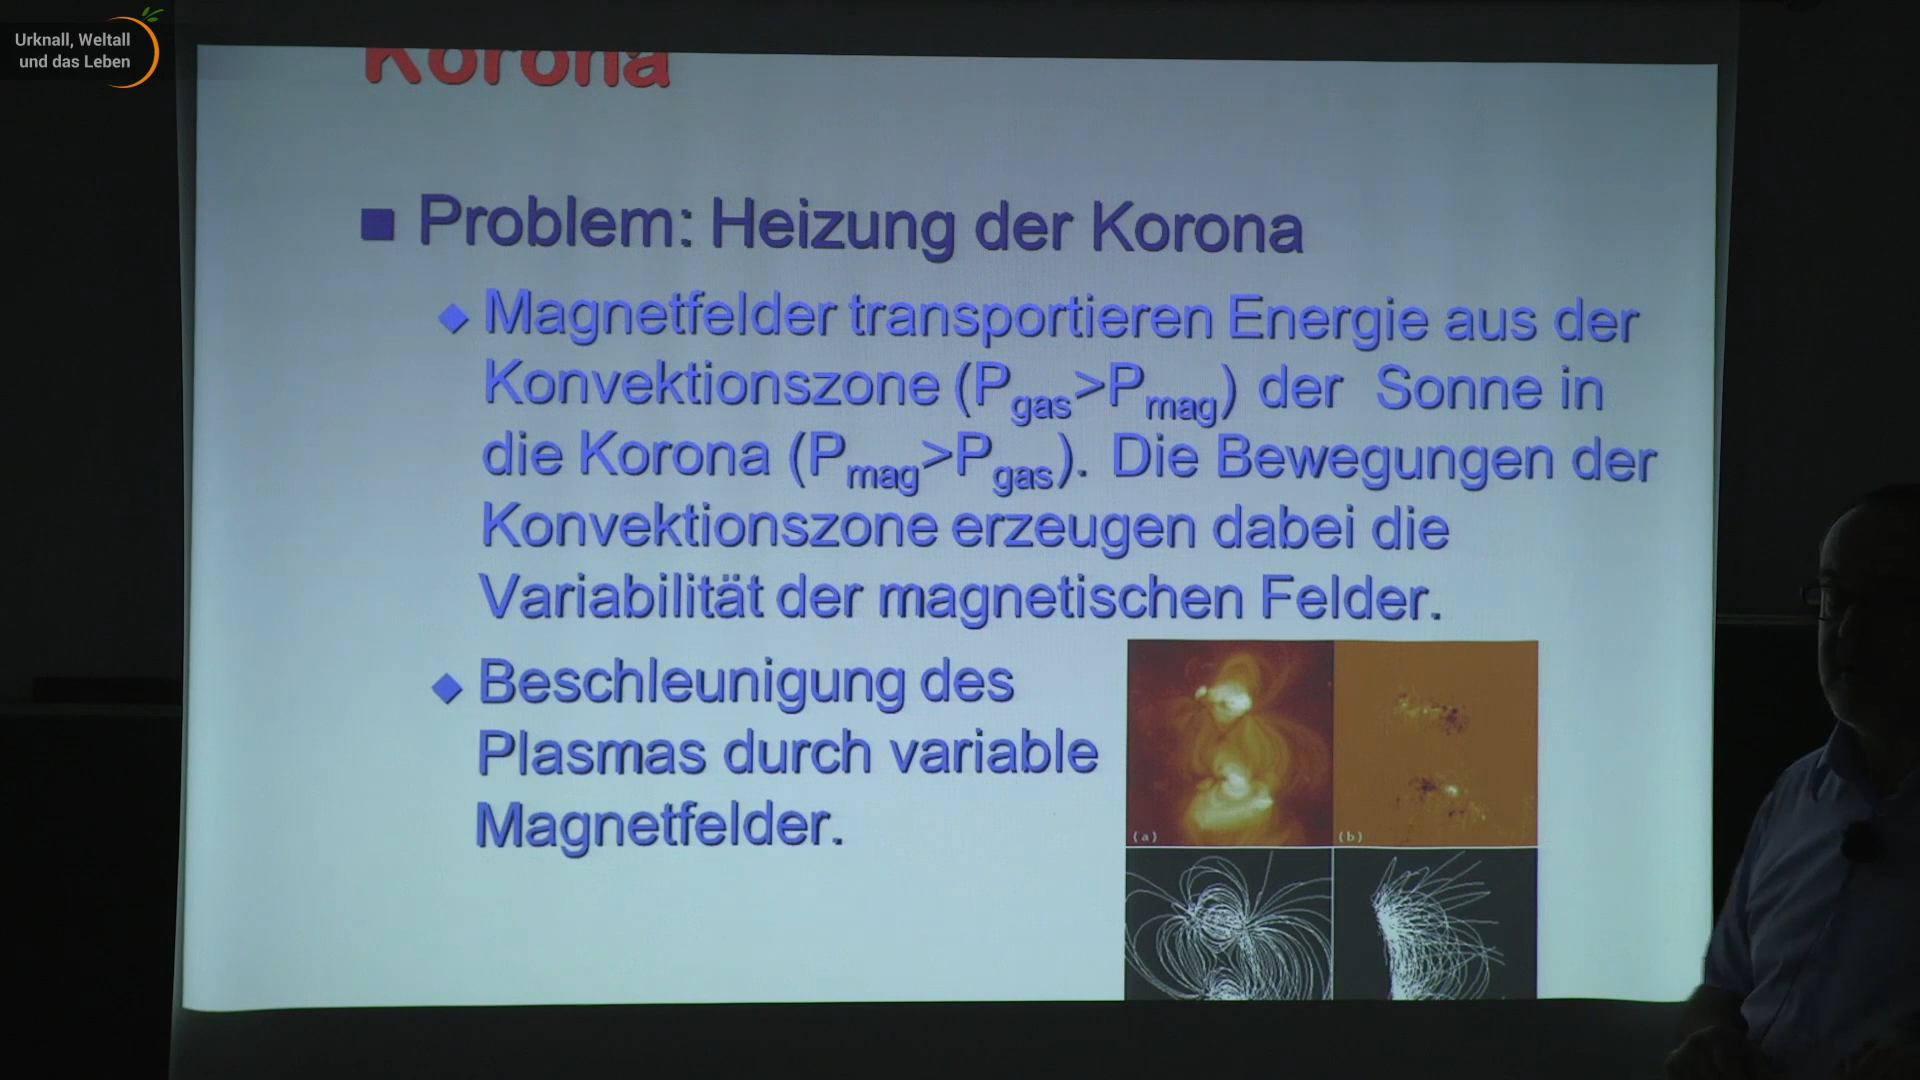 Urknall, Weltall
und das Leben
Korona
Problem: Heizung der Korona
Magnetfelder transportieren Energie aus der
Konvektionszone (Pgas>Pmag) der Sonne in
die Korona (Pmag>Pgas). Die Bewegungen der
Konvektionszone erzeugen dabei die
Variabilität der magnetischen Felder.
Beschleunigung des
Plasmas durch variable
Magnetfelder.
(a)
(b)